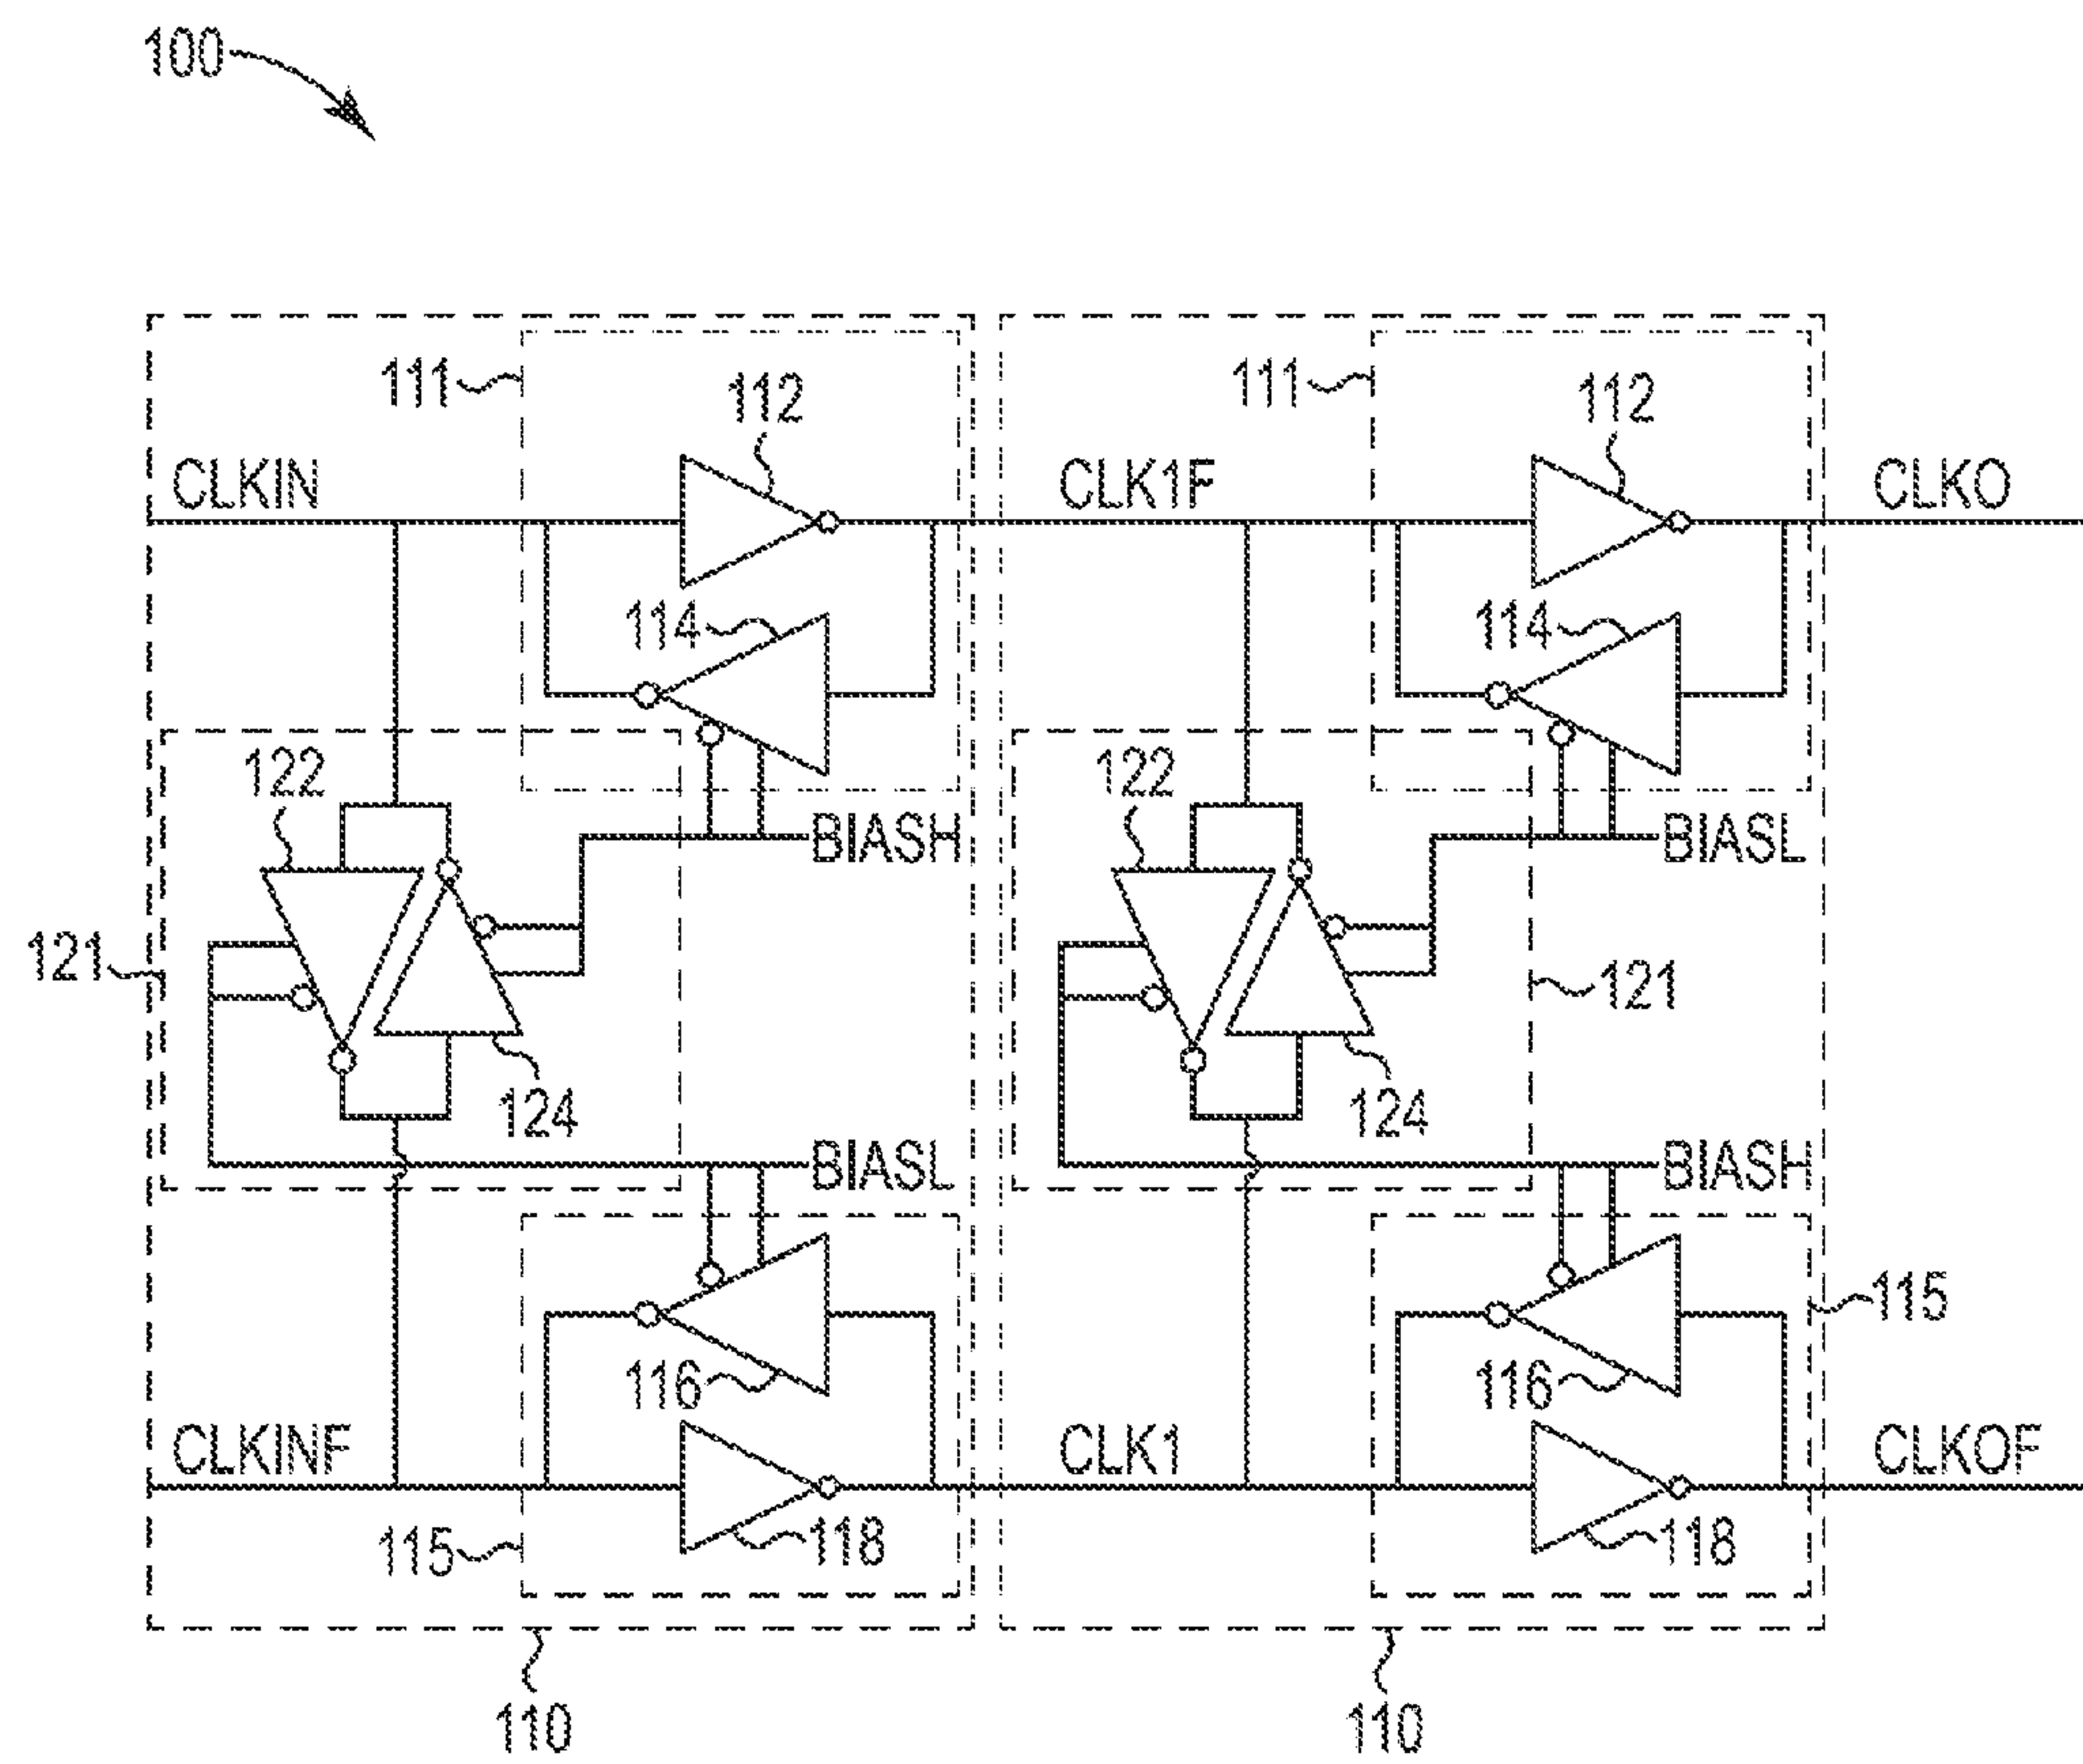 100
111 112 111 112
CLKIN CLK1F CLKO
114 114
122 BIASH 122 BIASL
121 121
124 124
BIASL BIASH
115
116 116
CLKINF CLK1 CLKOF
115 118 118
110 110